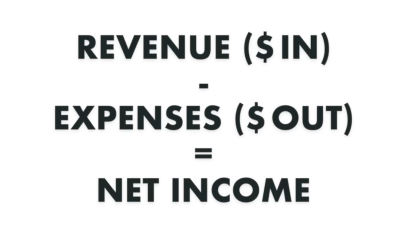 REVENUE ($ IN)
-
EXPENSES ($ OUT)
=
NET INCOME